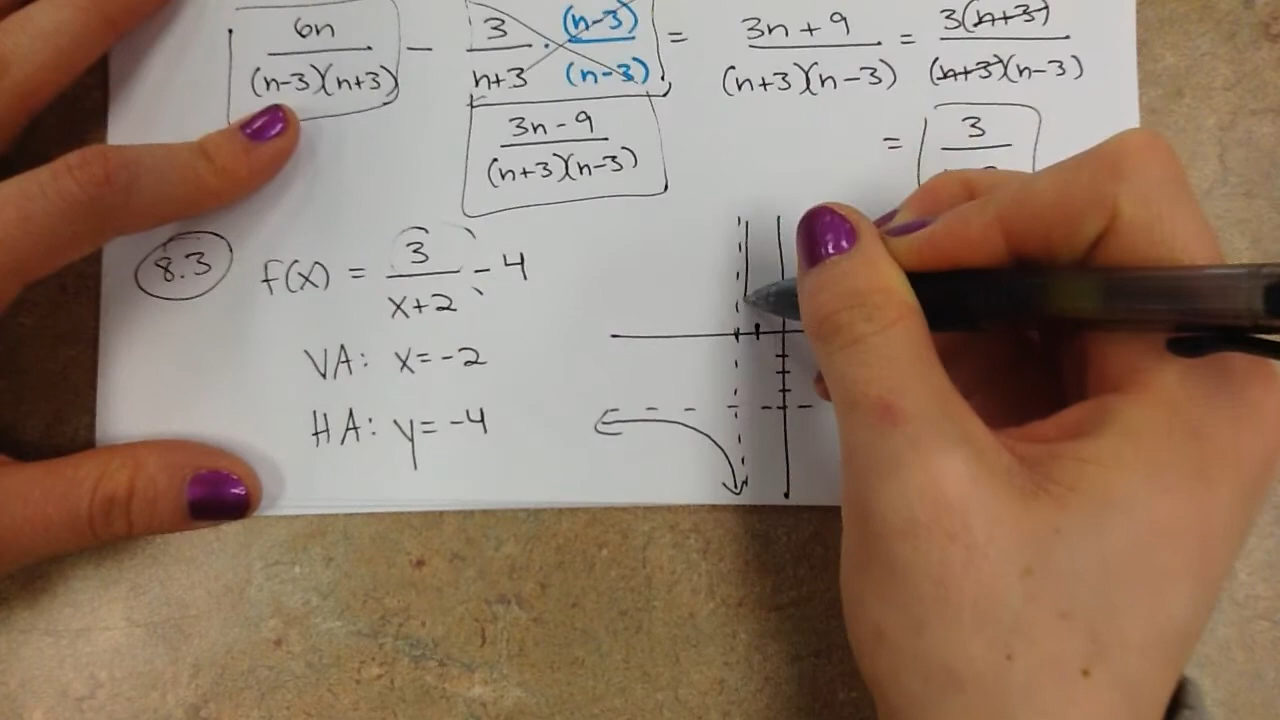 6n / (n-3)(n+3) - 3 / n+3 · (n-3) / (n-3) = 3n + 9 / (n+3)(n-3) = 3(n+3) / (n+3)(n-3)
3n-9 / (n+3)(n-3)
= 3
8.3 f(x) = 3 / x+2 - 4
VA: x=-2
HA: y=-4